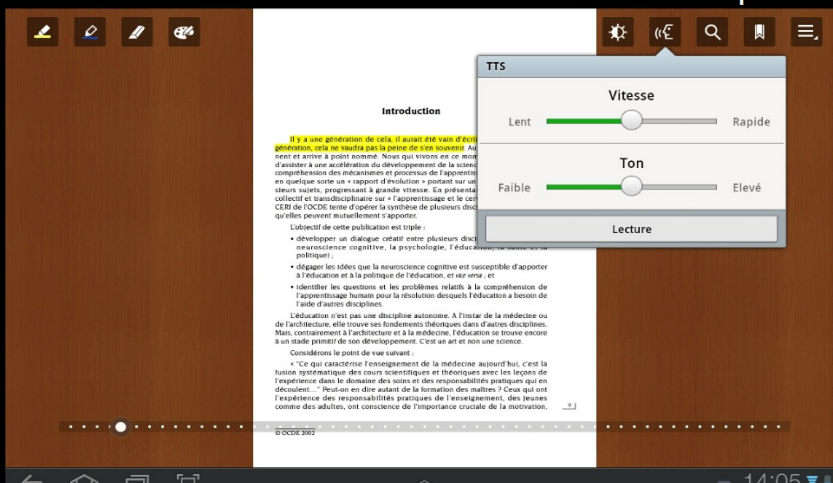 TTS
Vitesse
Lent
Rapide
Ton
Faible
Elevé
Lecture
Introduction
Il y a une génération de cela, il aurait été vain d'écri
génération, cela ne vaudra pas la peine de s'en souvenir. Au
nent et arrive à point nommé. Nous qui vivons en ce mom
d'assister à une accélération du développement de la scienc
compréhension des mécanismes et processus de l'apprentis
en quelque sorte un « rapport d'évolution » portant sur un
sieurs sujets, progressant à grande vitesse. En présenta
collectif et transdisciplinaire sur « l'apprentissage et le cer
CERI de l'OCDE tente d'opérer la synthèse de plusieurs disc
qu'elles peuvent mutuellement s'apporter.
L'objectif de cette publication est triple :
• développer un dialogue créatif entre plusieurs disci
neuroscience cognitive, la psychologie, l'éducation, la santé et la
politique) ;
• dégager les idées que la neuroscience cognitive est susceptible d'apporter
à l'éducation et à la politique de l'éducation, et vice versa ; et
• identifier les questions et les problèmes relatifs à la compréhension de
l'apprentissage humain pour la résolution desquels l'éducation a besoin de
l'aide d'autres disciplines.
L'éducation n'est pas une discipline autonome. A l'instar de la médecine ou
de l'architecture, elle trouve ses fondements théoriques dans d'autres disciplines.
Mais, contrairement à l'architecture et à la médecine, l'éducation se trouve encore
à un stade primitif de son développement. C'est un art et non une science.
Considérons le point de vue suivant :
« "Ce qui caractérise l'enseignement de la médecine aujourd'hui, c'est la
fusion systématique des cours scientifiques et théoriques avec les leçons de
l'expérience dans le domaine des soins et des responsabilités pratiques qui en
découlent..." Peut-on en dire autant de la formation des maîtres ? Ceux qui ont
l'expérience des responsabilités pratiques de l'enseignement, des jeunes
comme des adultes, ont conscience de l'importance cruciale de la motivation,
© OCDE 2002
14:05